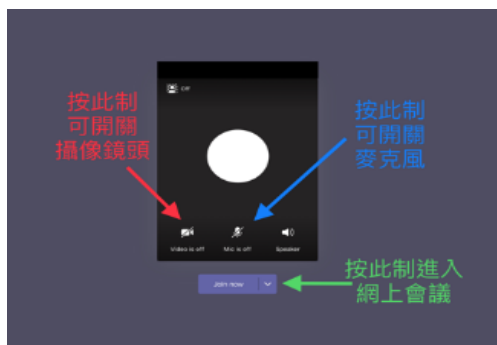 Off
按此制
可開關
攝像鏡頭
按此制
可開關
麥克風
Video is off
Mic is off
Speaker
Join now
按此制進入
網上會議